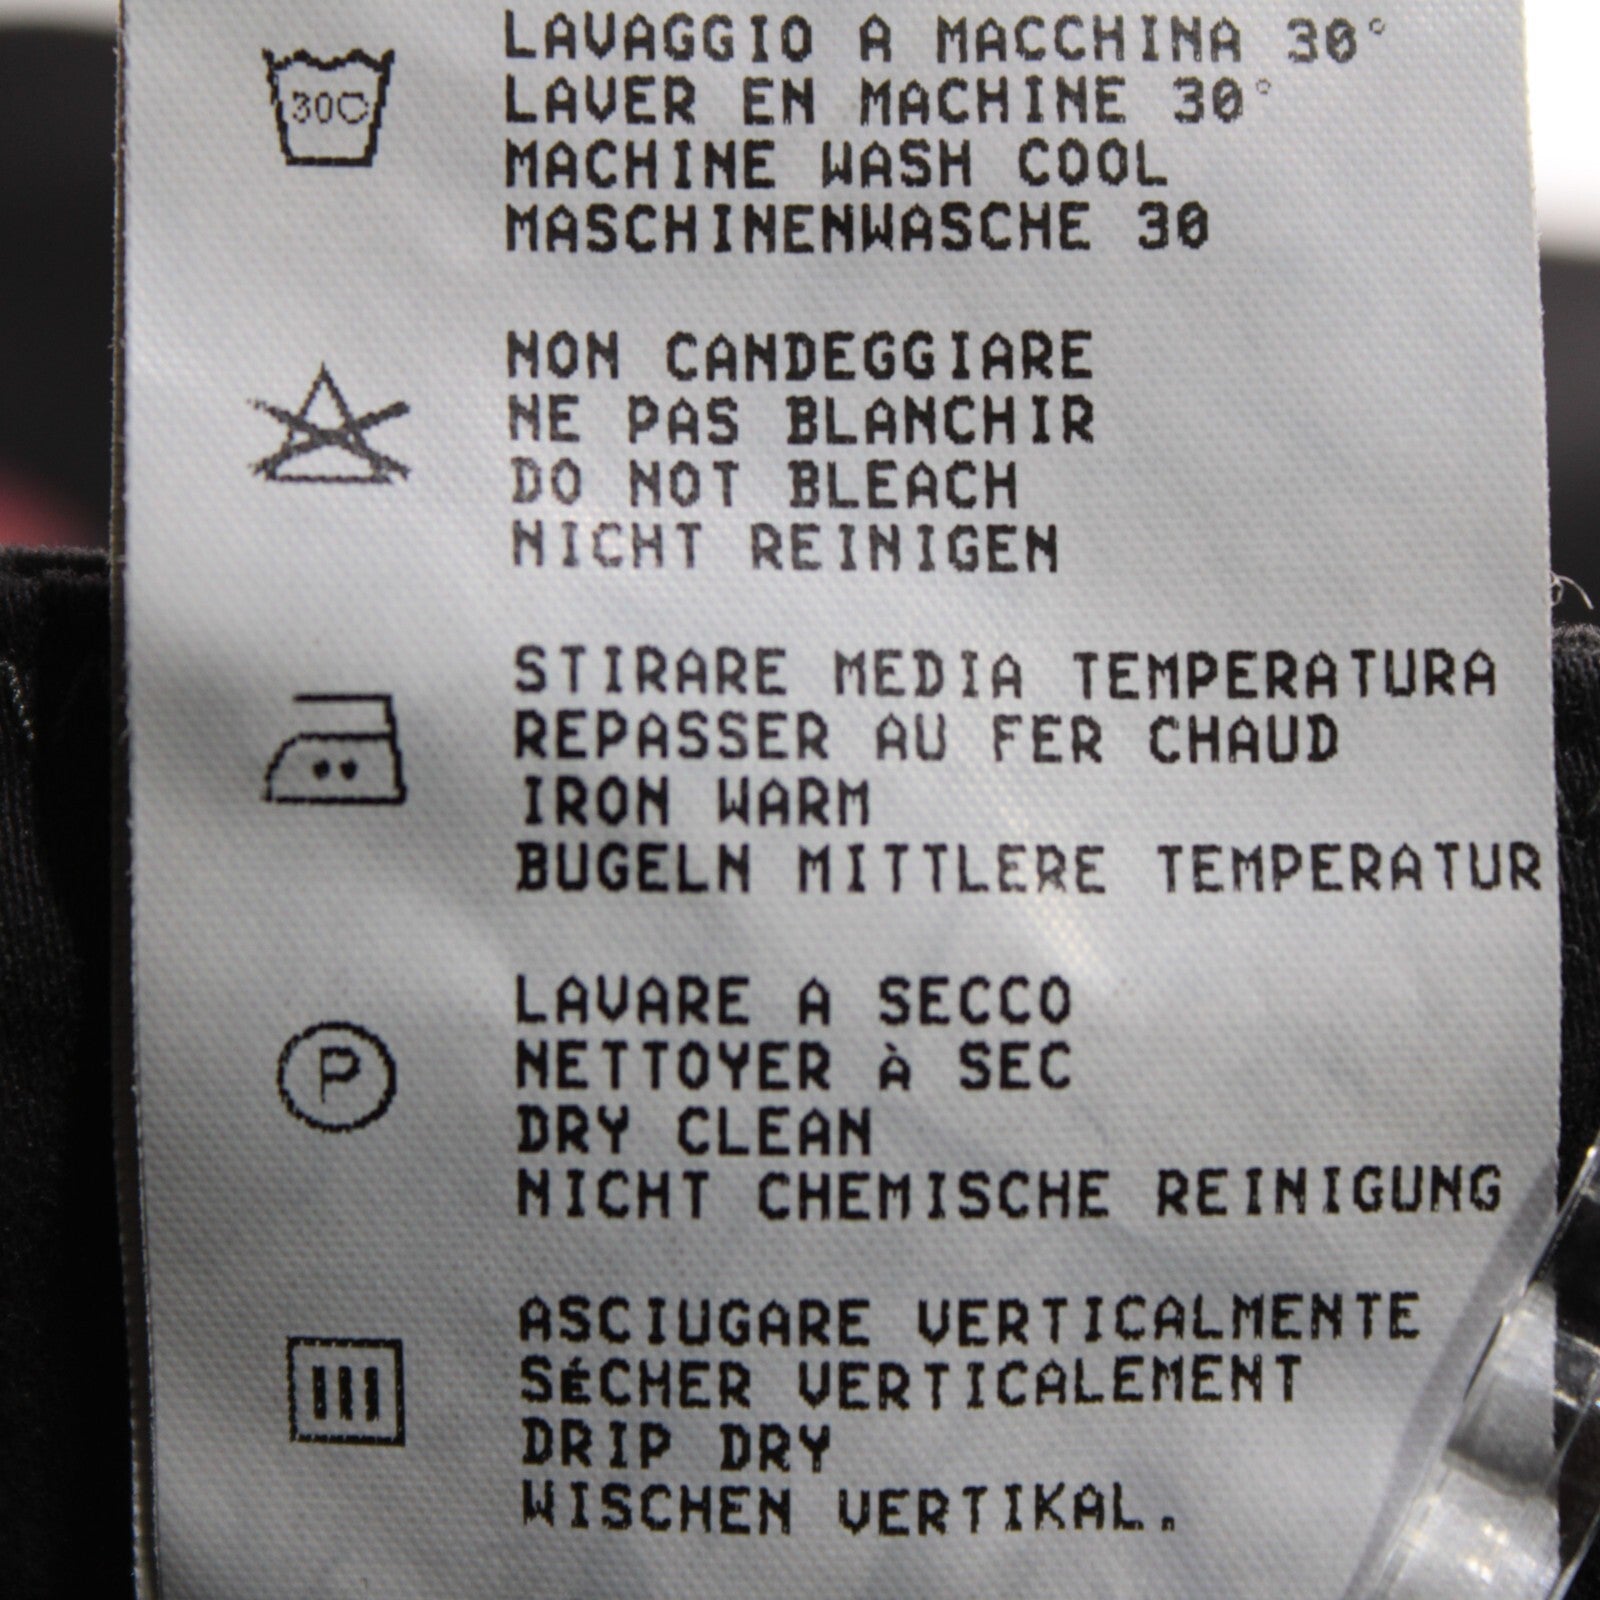 LAVAGGIO A MACCHINA 30°
LAVER EN MACHINE 30°
30C
MACHINE WASH COOL
MASCHINENWASCHE 30
NON CANDEGGIARE
NE PAS BLANCHIR
DO NOT BLEACH
NICHT REINIGEN
STIRARE MEDIA TEMPERATURA
REPASSER AU FER CHAUD
IRON WARM
BUGELN MITTLERE TEMPERATUR
LAVARE A SECCO
NETTOYER À SEC
P
DRY CLEAN
NICHT CHEMISCHE REINIGUNG
ASCIUGARE VERTICALMENTE
SÉCHER VERTICALEMENT
DRIP DRY
WISCHEN VERTIKAL.